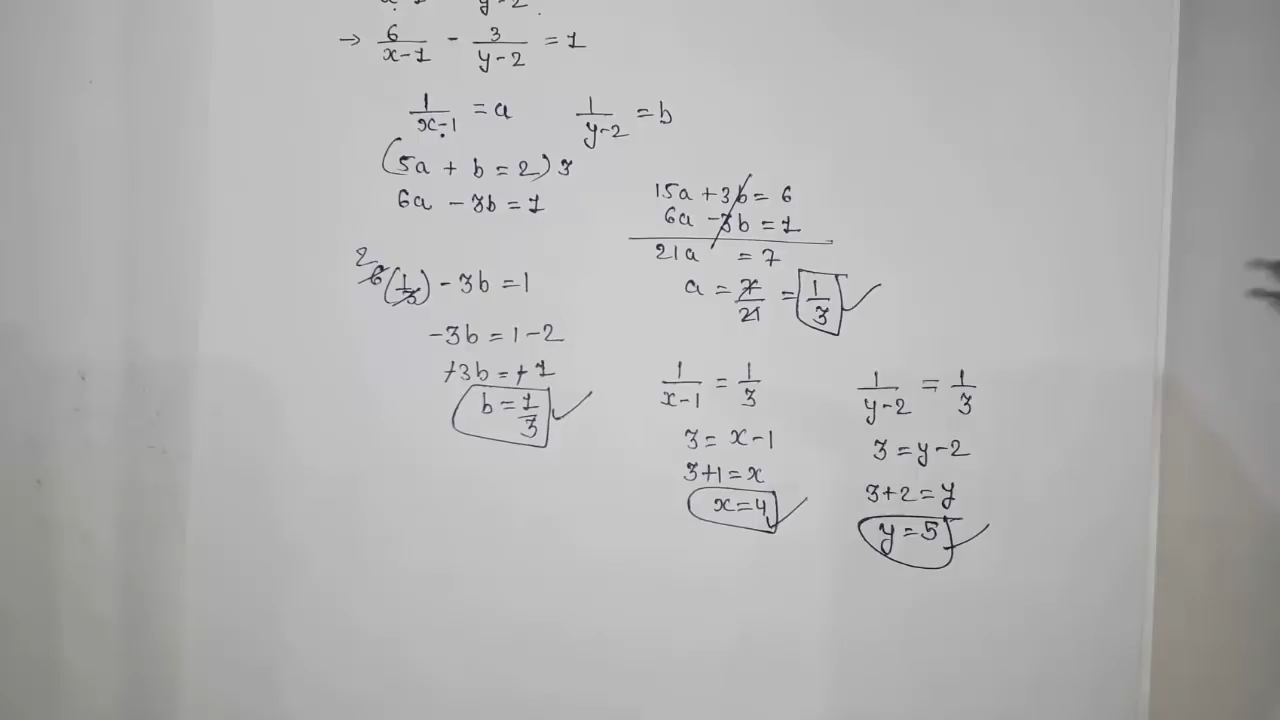 y-2
→ 6/(x-1) - 3/(y-2) = 1
1/(x-1) = a 1/(y-2) = b
(5a + b = 2) 3
6a - 3b = 1
15a + 3b = 6
6a - 3b = 1
21a = 7
a = 7/21 = 1/3
2
6(1/3) - 3b = 1
-3b = 1-2
+3b = +1
b = 1/3
1/(x-1) = 1/3
3 = x-1
3+1 = x
x = 4
1/(y-2) = 1/3
3 = y-2
3+2 = y
y = 5